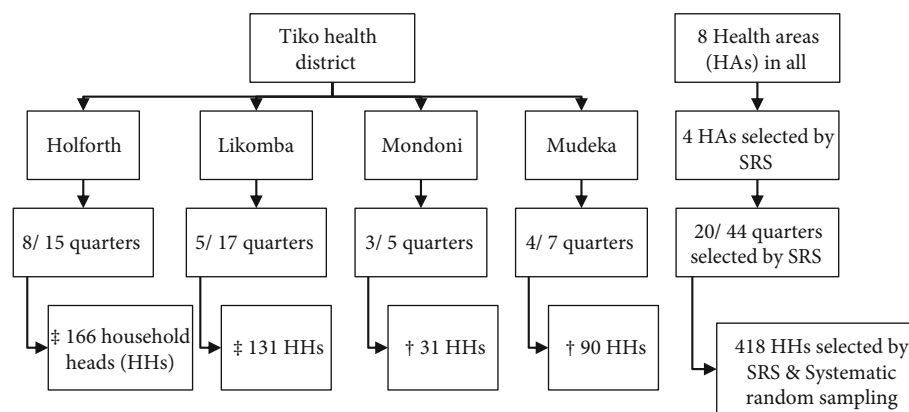 Tiko health
district
8 Health areas
(HAs) in all
Holforth
Likomba
Mondoni
Mudeka
4 HAs selected by
SRS
8/ 15 quarters
5/ 17 quarters
3/ 5 quarters
4/ 7 quarters
20/ 44 quarters
selected by SRS
‡ 166 household
heads (HHs)
‡ 131 HHs
† 31 HHs
† 90 HHs
418 HHs selected by
SRS & Systematic
random sampling